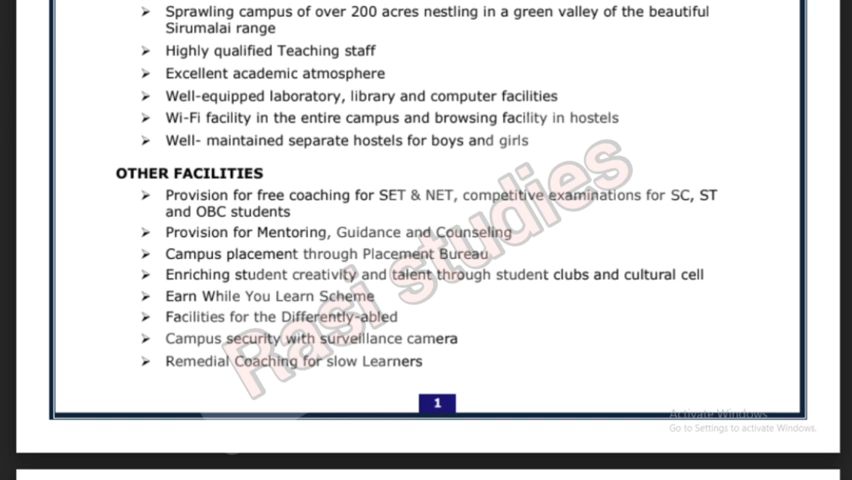 ➢ Sprawling campus of over 200 acres nestling in a green valley of the beautiful
Sirumalai range
➢ Highly qualified Teaching staff
➢ Excellent academic atmosphere
➢ Well-equipped laboratory, library and computer facilities
➢ Wi-Fi facility in the entire campus and browsing facility in hostels
➢ Well- maintained separate hostels for boys and girls
OTHER FACILITIES
➢ Provision for free coaching for SET & NET, competitive examinations for SC, ST
and OBC students
➢ Provision for Mentoring, Guidance and Counseling
➢ Campus placement through Placement Bureau
➢ Enriching student creativity and talent through student clubs and cultural cell
➢ Earn While You Learn Scheme
➢ Facilities for the Differently-abled
➢ Campus security with surveillance camera
➢ Remedial Coaching for slow Learners
Rasi studies
1
Activate Windows
Go to Settings to activate Windows.